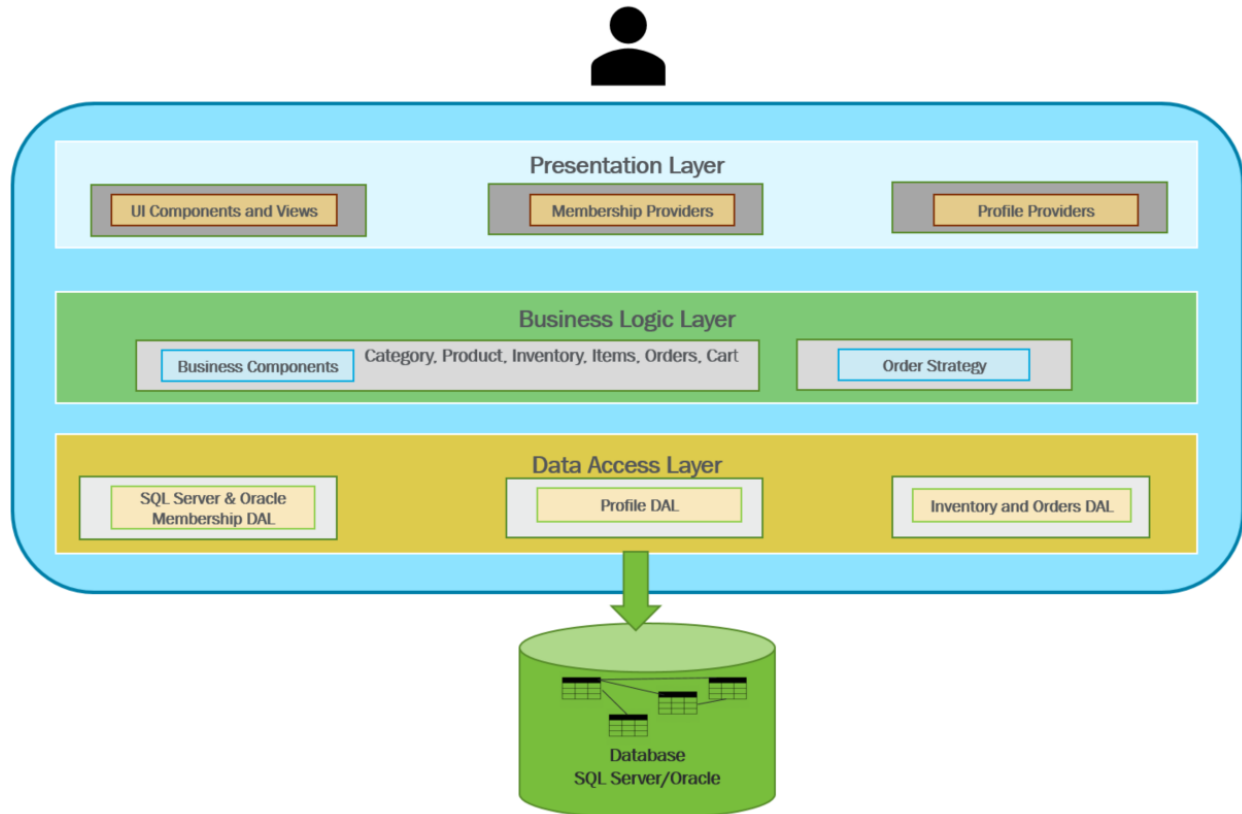 Presentation Layer
UI Components and Views
Membership Providers
Profile Providers
Business Logic Layer
Business Components
Category, Product, Inventory, Items, Orders, Cart
Order Strategy
Data Access Layer
SQL Server & Oracle
Membership DAL
Profile DAL
Inventory and Orders DAL
Database
SQL Server/Oracle